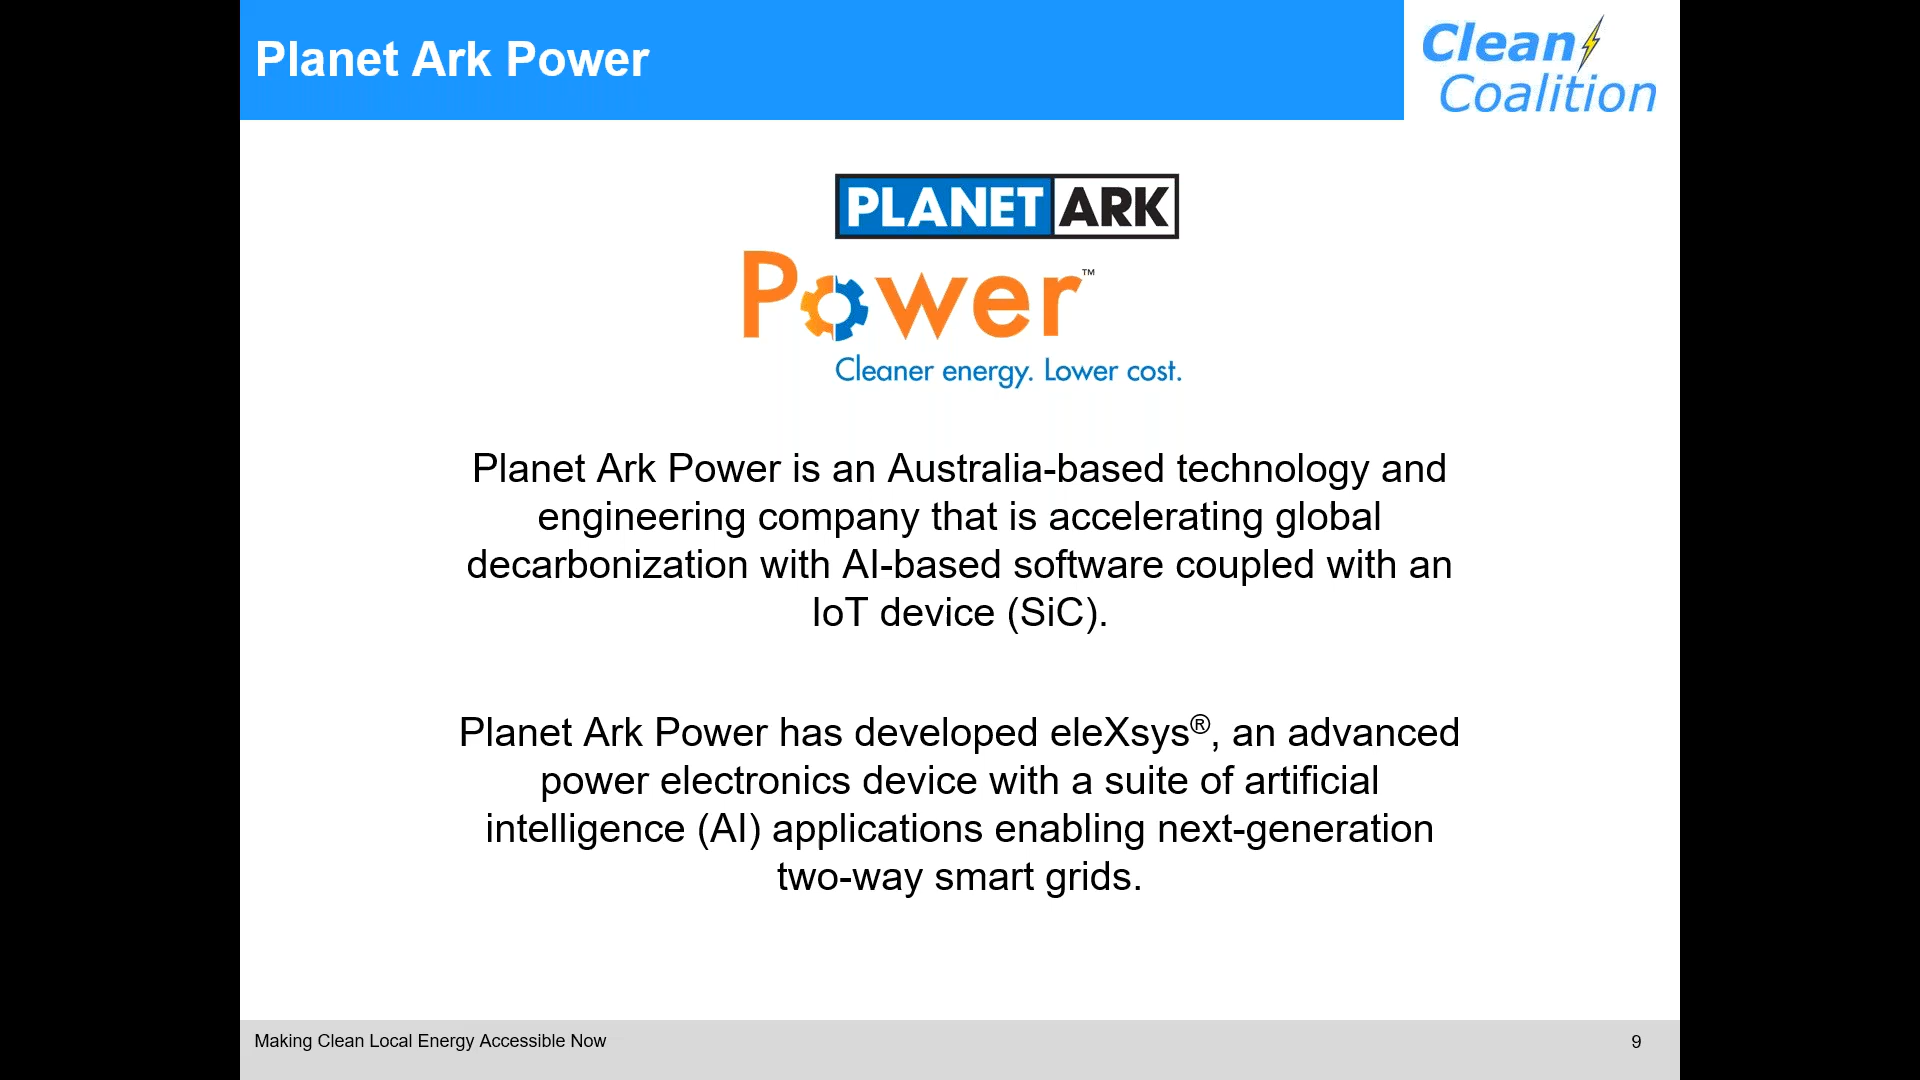 Planet Ark Power
Clean
Coalition
PLANET ARK
Power™
Cleaner energy. Lower cost.
Planet Ark Power is an Australia-based technology and
engineering company that is accelerating global
decarbonization with AI-based software coupled with an
IoT device (SiC).
Planet Ark Power has developed eleXsys®, an advanced
power electronics device with a suite of artificial
intelligence (AI) applications enabling next-generation
two-way smart grids.
Making Clean Local Energy Accessible Now
9